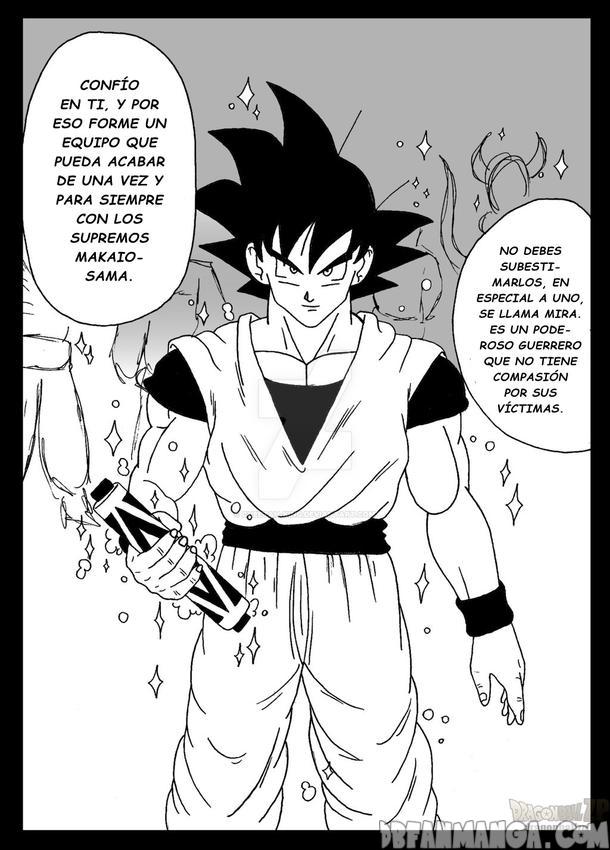 CONFÍO
EN TI, Y POR
ESO FORME UN
EQUIPO QUE
PUEDA ACABAR
DE UNA VEZ Y
PARA SIEMPRE
CON LOS
SUPREMOS
MAKAIO-
SAMA.
NO DEBES
SUBESTI-
MARLOS, EN
ESPECIAL A UNO,
SE LLAMA MIRA.
ES UN PODE-
ROSO GUERRERO
QUE NO TIENE
COMPASIÓN
POR SUS
VÍCTIMAS.
DBFANMANGA.COM